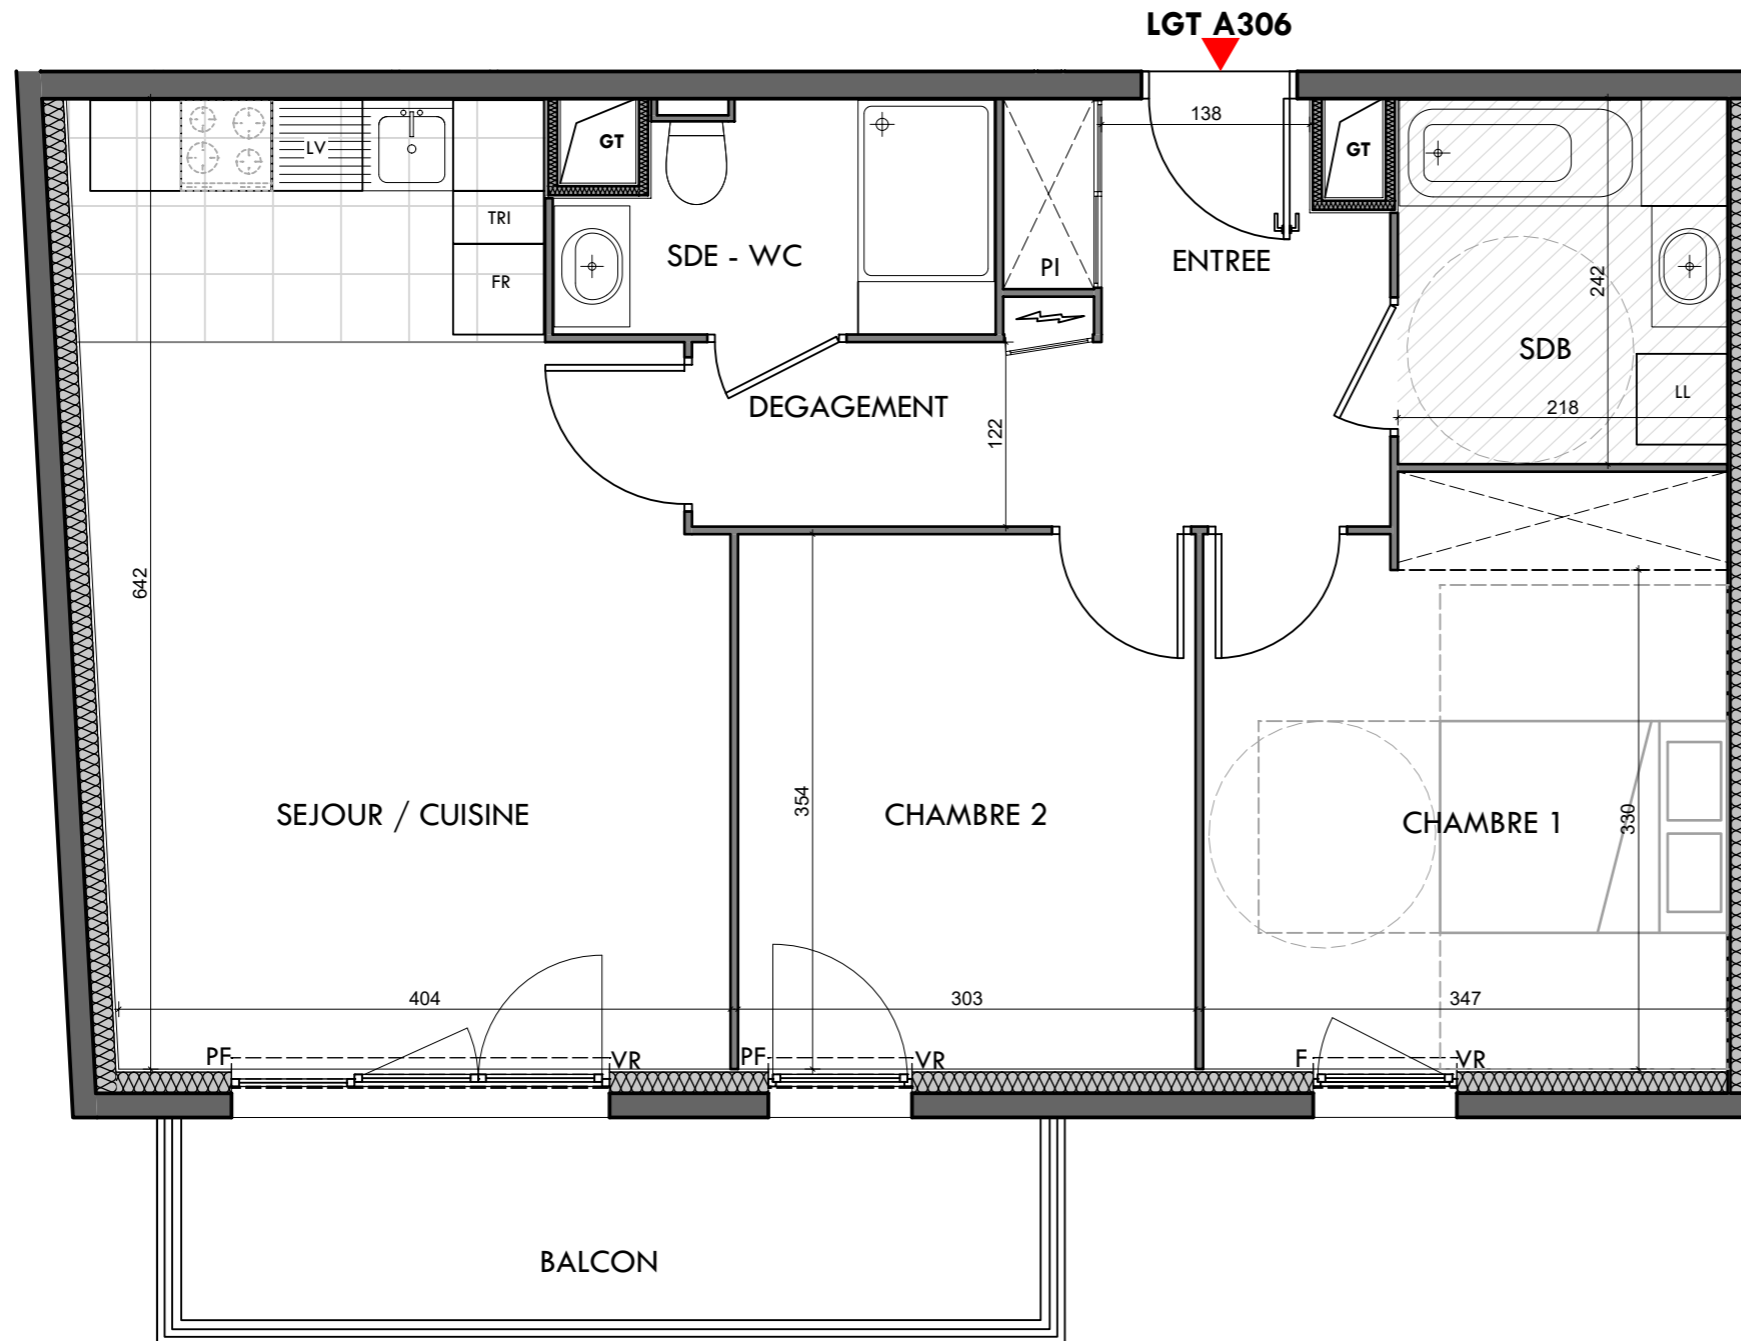 LGT A306
138
GT
GT
LV
TRI
FR
SDE - WC
PI
ENTREE
242
SDB
LL
218
DEGAGEMENT
122
642
354
330
SEJOUR / CUISINE
CHAMBRE 2
CHAMBRE 1
404
303
347
PF
VR
PF
VR
F
VR
BALCON